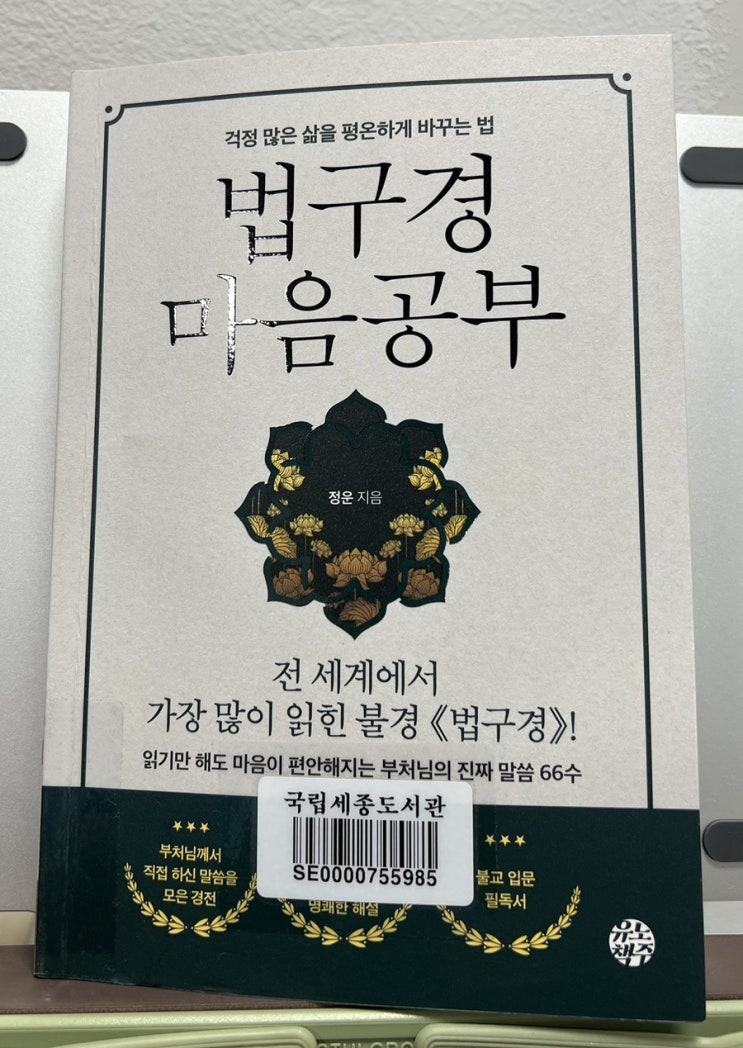 걱정 많은 삶을 평온하게 바꾸는 법
법구경
마음공부
정운 지음
전 세계에서
가장 많이 읽힌 불경 《법구경》!
읽기만 해도 마음이 편안해지는 부처님의 진짜 말씀 66수
국립세종도서관
SE0000755985
부처님께서
직접 하신 말씀을
모은 경전
명쾌한 해설
불교 입문
필독서
유노
책주